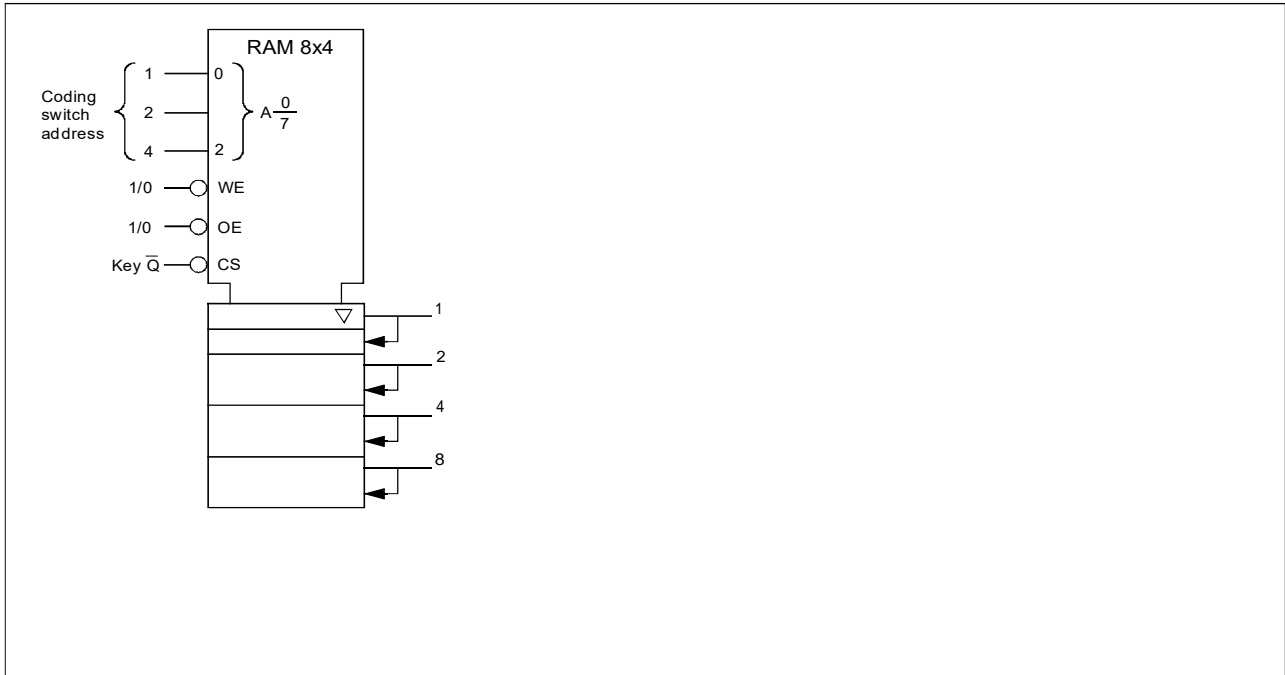 RAM 8x4
Coding
switch
address
1 0
2
4 2
A 0
7
1/0 WE
1/0 OE
Key Q̅ CS
1
2
4
8